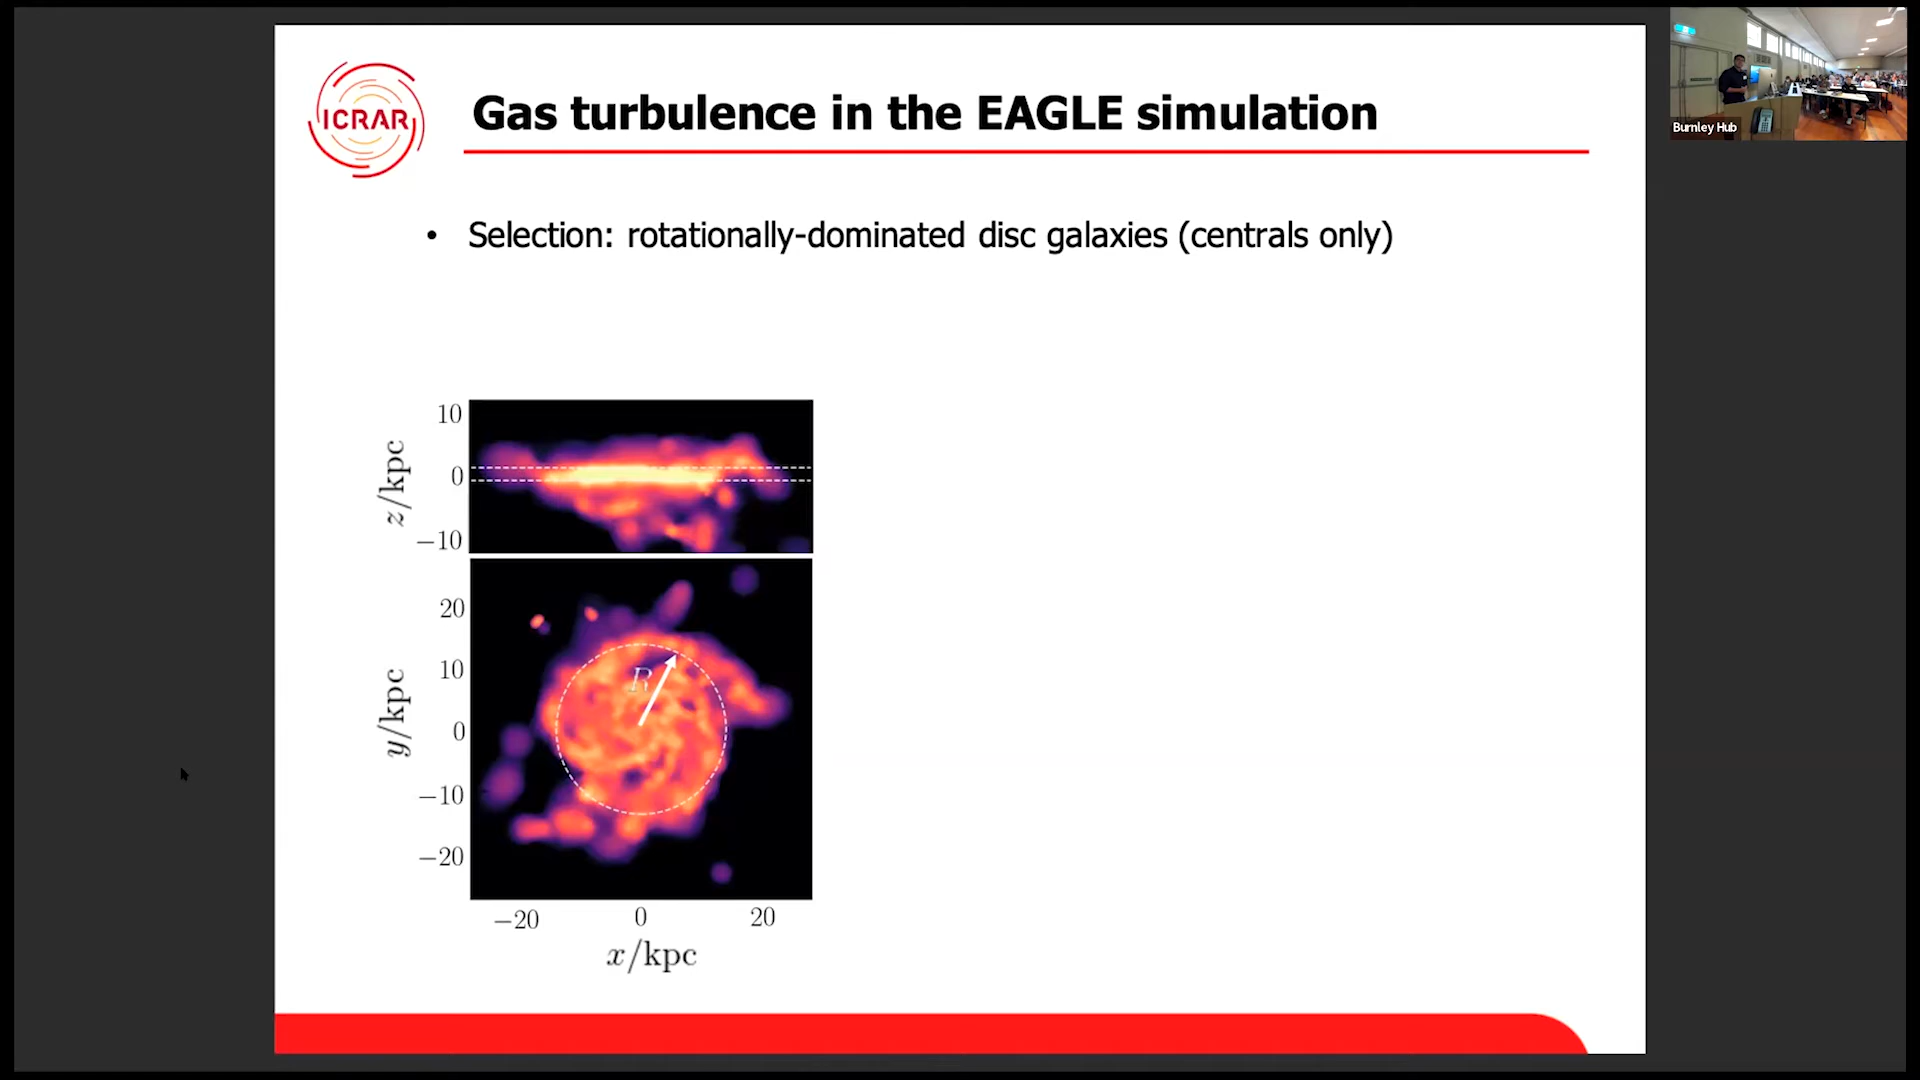 ICRAR
Gas turbulence in the EAGLE simulation
Burnley Hub
• Selection: rotationally-dominated disc galaxies (centrals only)
10
0
−10
z/kpc
20
10
0
−10
−20
y/kpc
R
−20 0 20
x/kpc